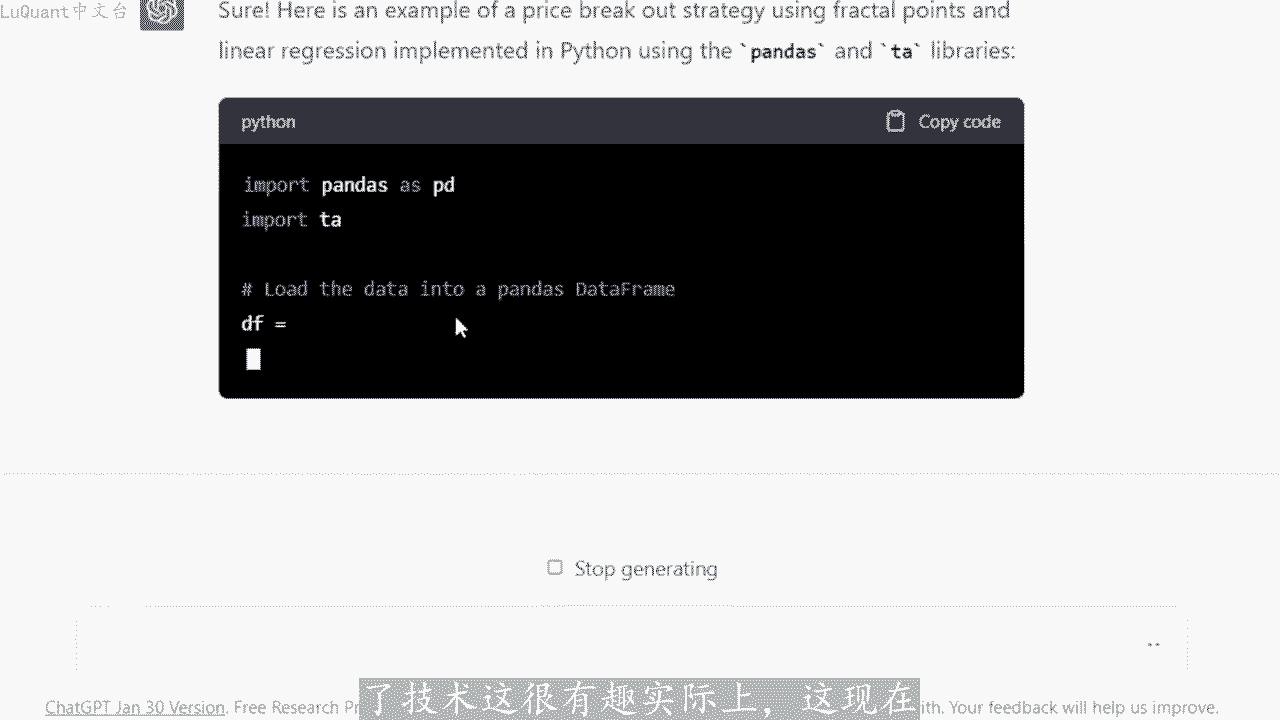 LuQuant中文台
Sure! Here is an example of a price break out strategy using fractal points and
linear regression implemented in Python using the `pandas` and `ta` libraries:
python
Copy code
import pandas as pd
import ta
# Load the data into a pandas DataFrame
df =
Stop generating
ChatGPT Jan 30 Version. Free Research Pr
ith. Your feedback will help us improve.
了技术这很有趣实际上，这现在